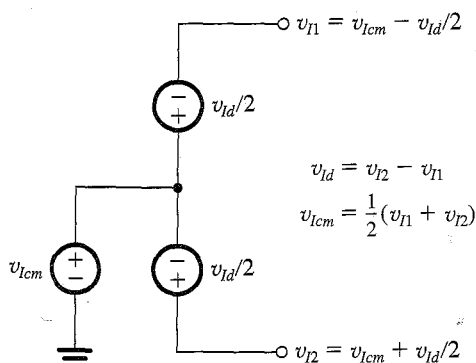 v_{I1} = v_{Icm} − v_{Id}/2
−
+
v_{Id}/2
v_{Id} = v_{I2} − v_{I1}
v_{Icm} = \frac{1}{2}(v_{I1} + v_{I2})
+
−
v_{Icm}
−
+
v_{Id}/2
v_{I2} = v_{Icm} + v_{Id}/2